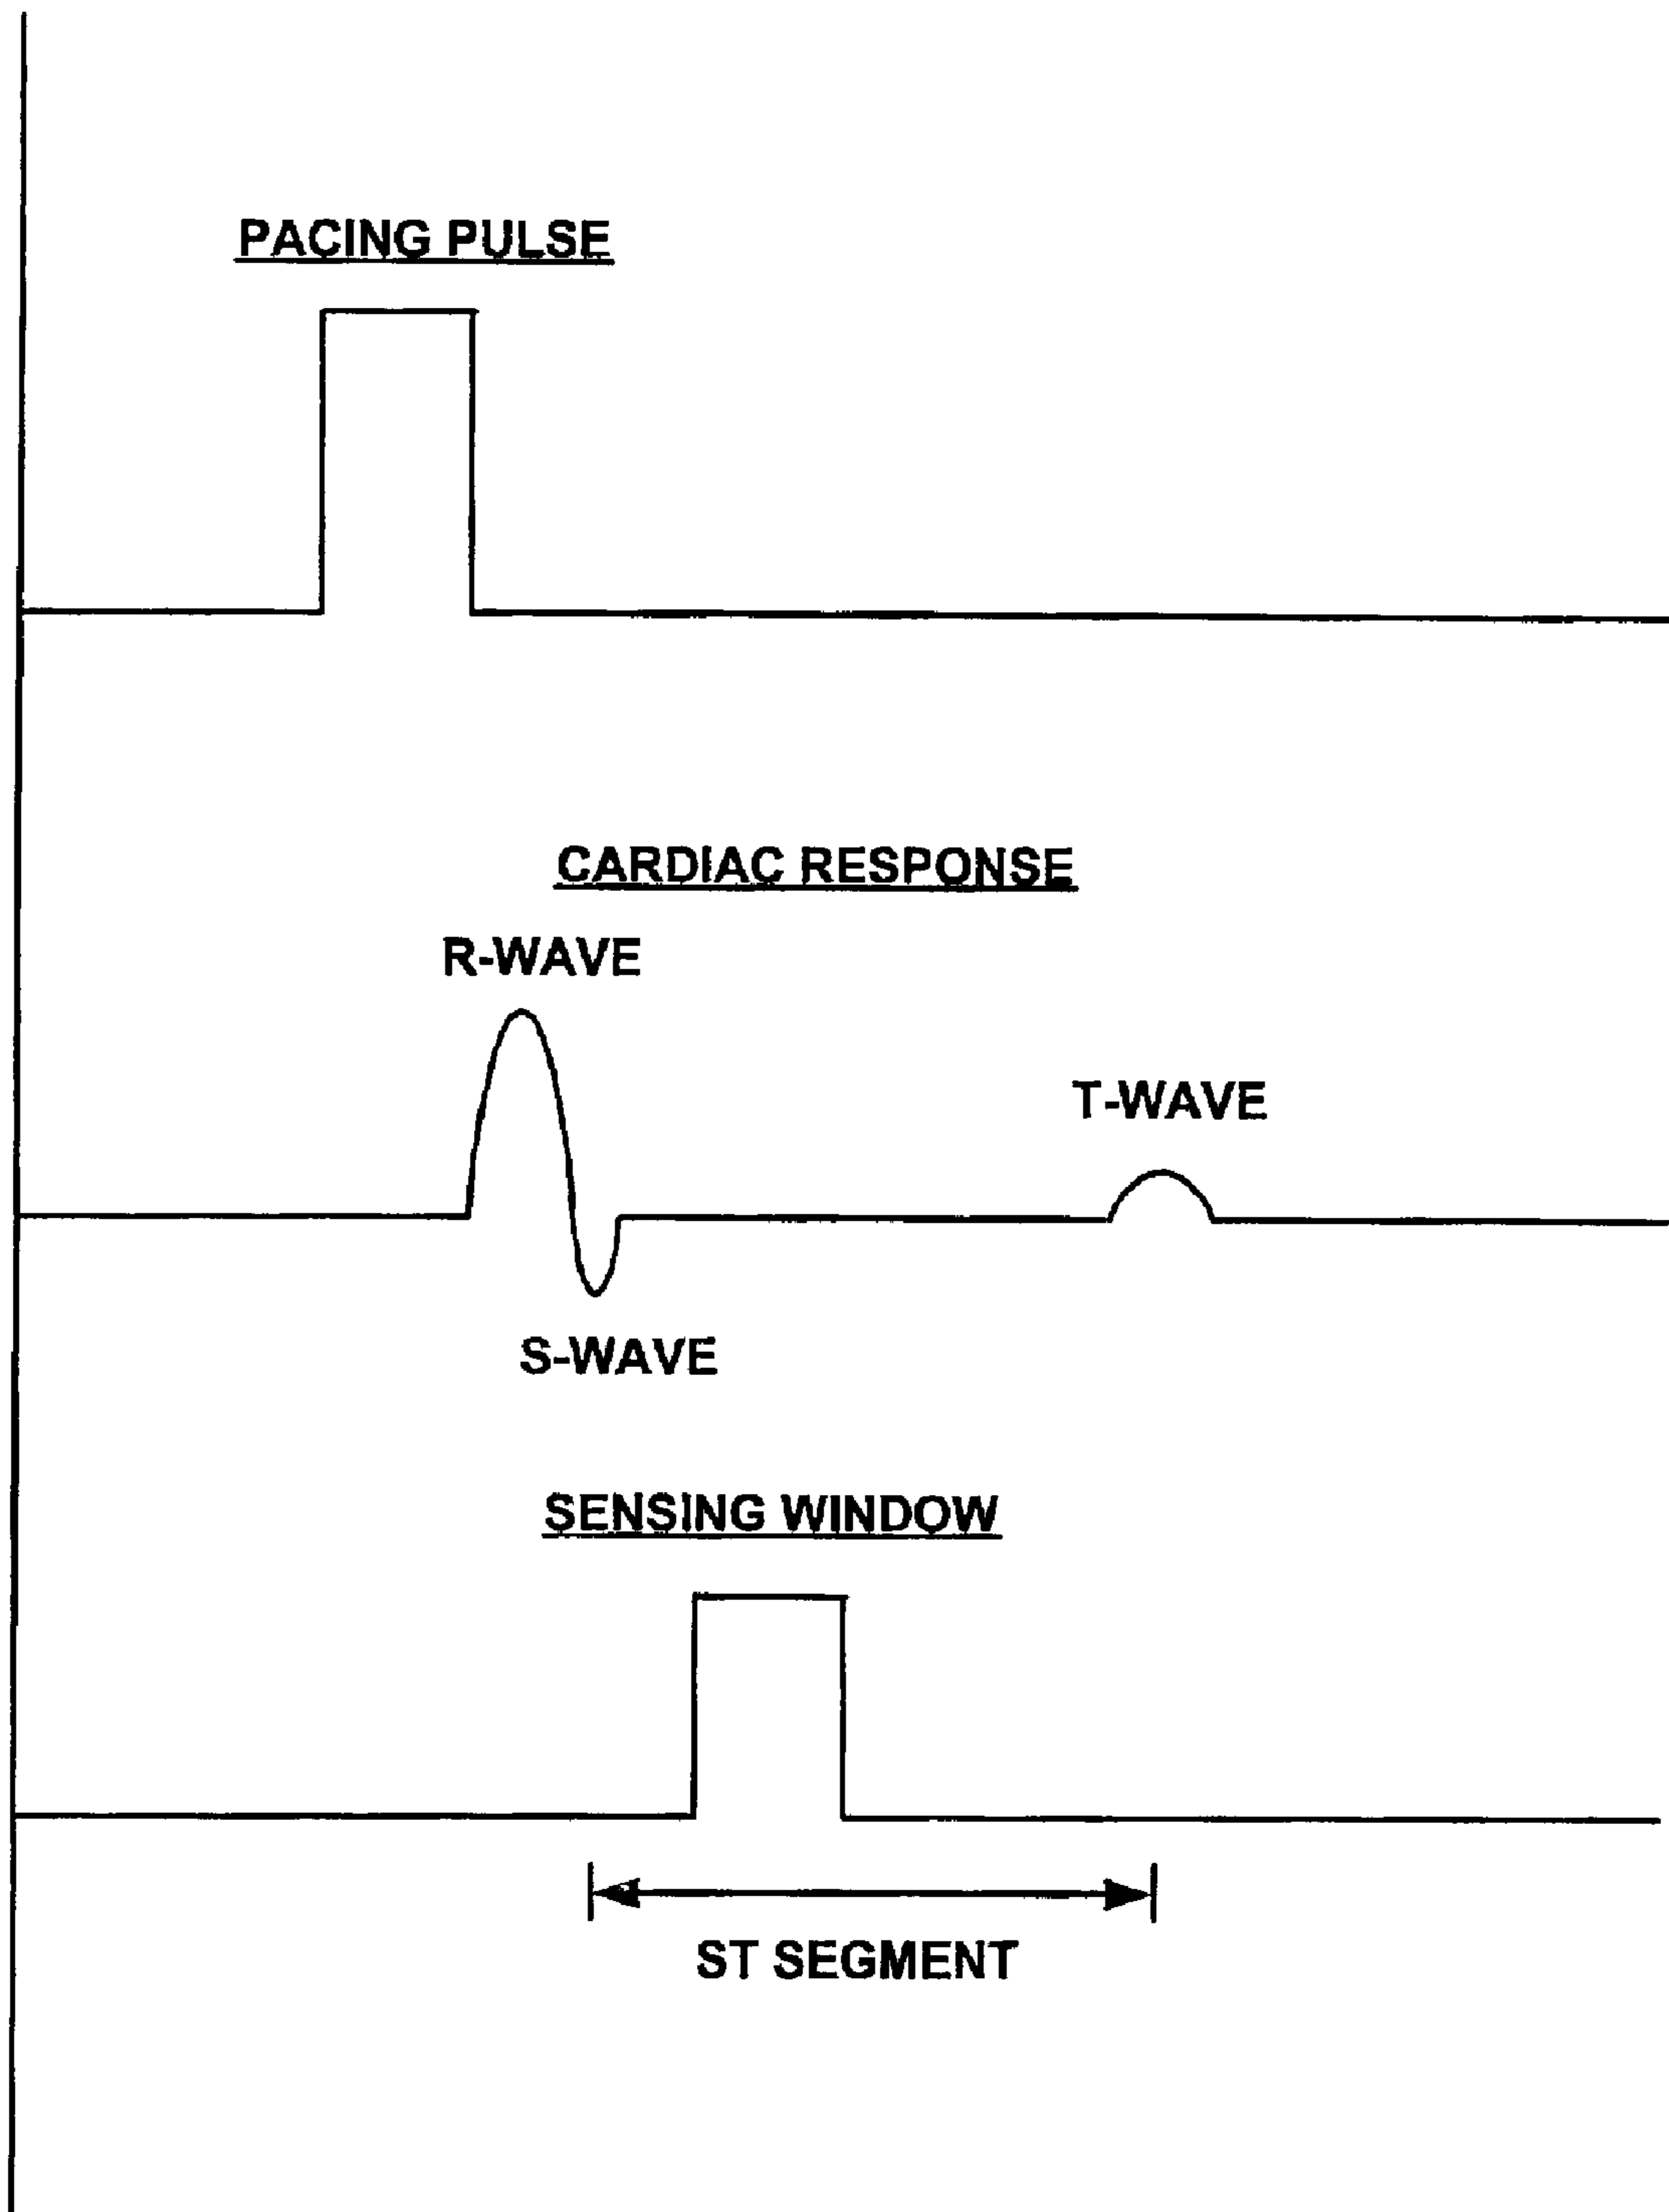 PACING PULSE
CARDIAC RESPONSE
R-WAVE
T-WAVE
S-WAVE
SENSING WINDOW
ST SEGMENT